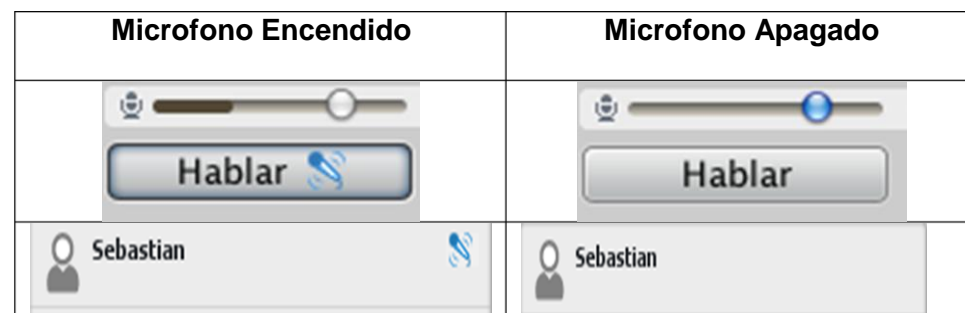 Microfono Encendido
Microfono Apagado
Hablar
Hablar
Sebastian
Sebastian